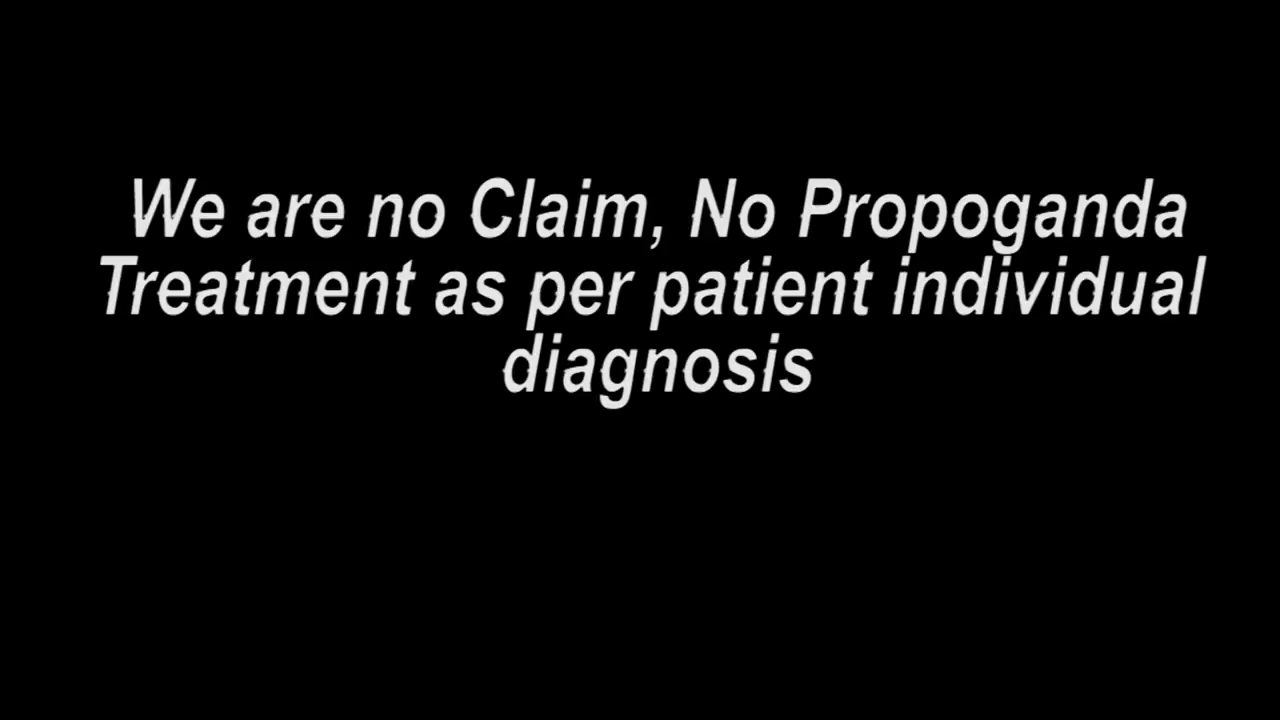 We are no Claim, No Propoganda
Treatment as per patient individual
diagnosis